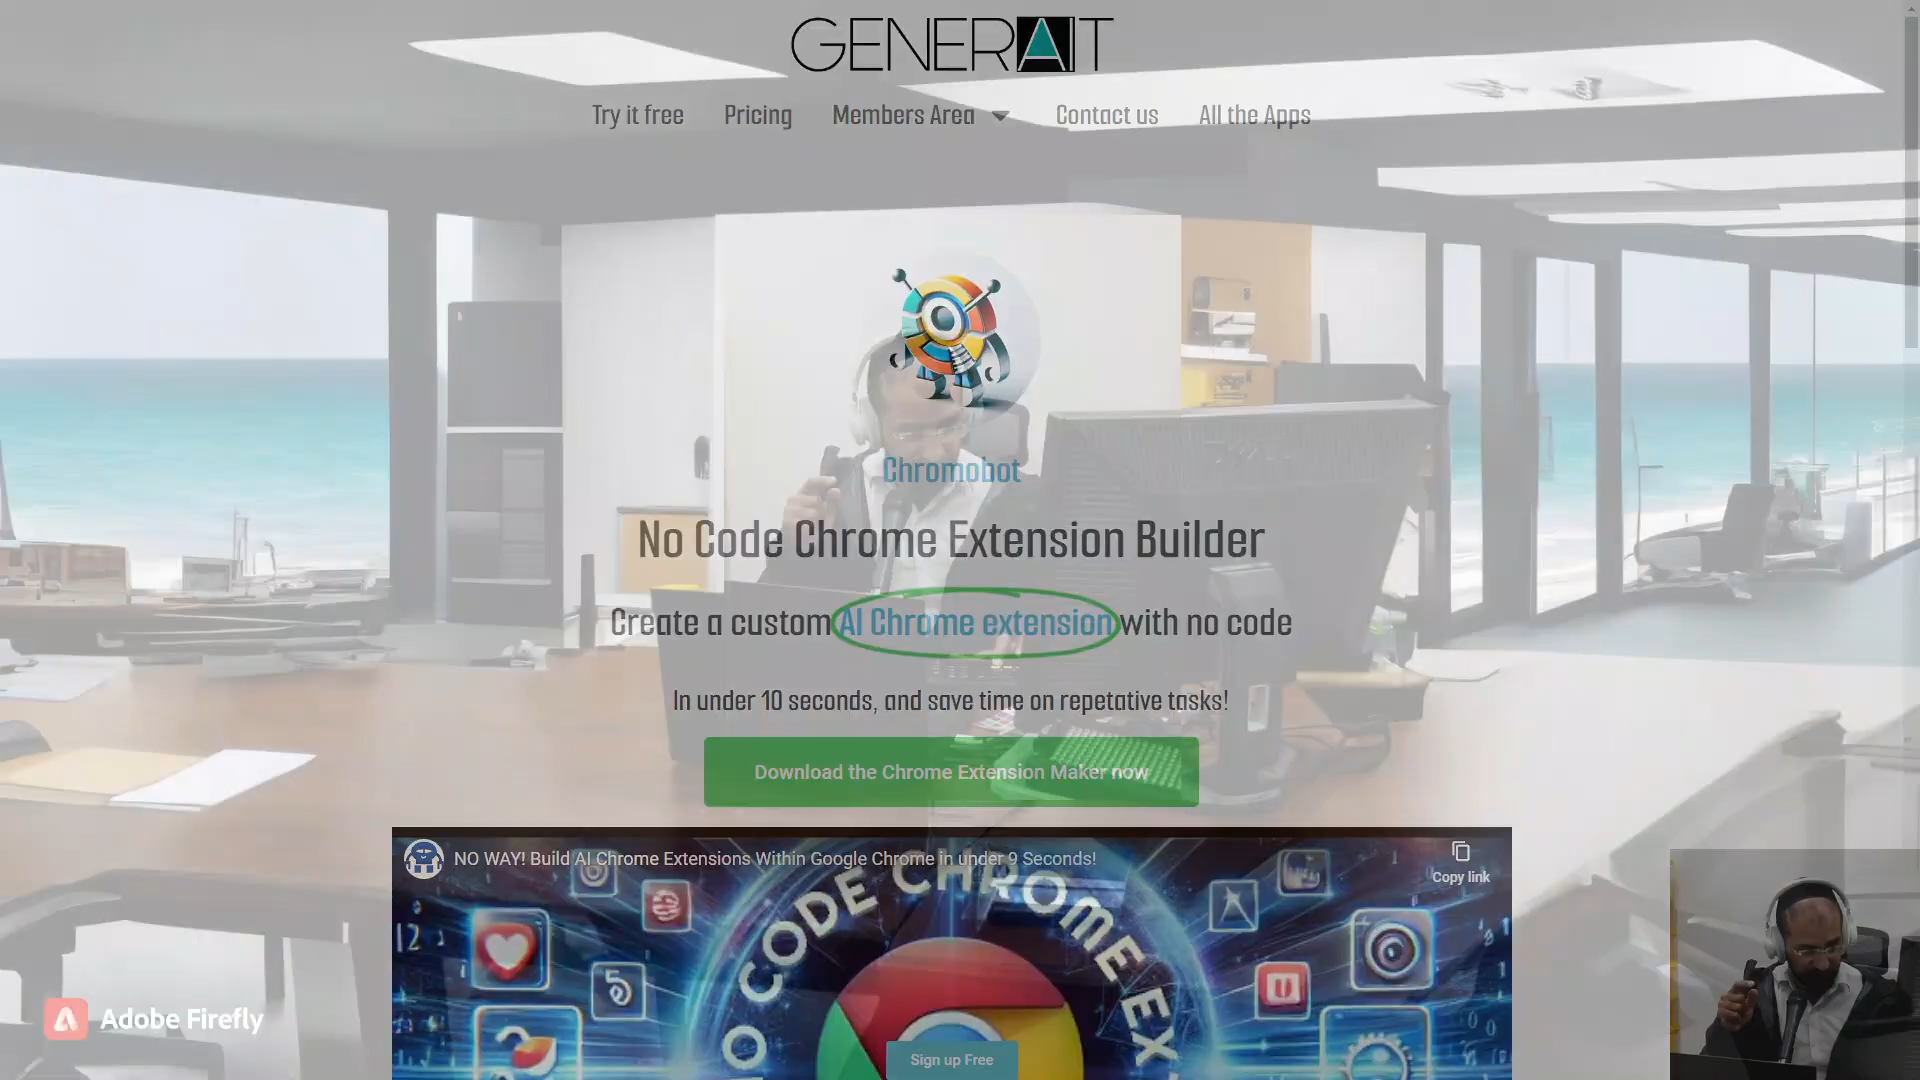 GENERAIT
Try it free
Pricing
Members Area
Contact us
All the Apps
Chromobot
No Code Chrome Extension Builder
Create a custom AI Chrome extension with no code
In under 10 seconds, and save time on repetative tasks!
Download the Chrome Extension Maker now
NO WAY! Build AI Chrome Extensions Within Google Chrome in under 9 Seconds!
Copy link
NO CODE CHROME EX
Sign up Free
Adobe Firefly